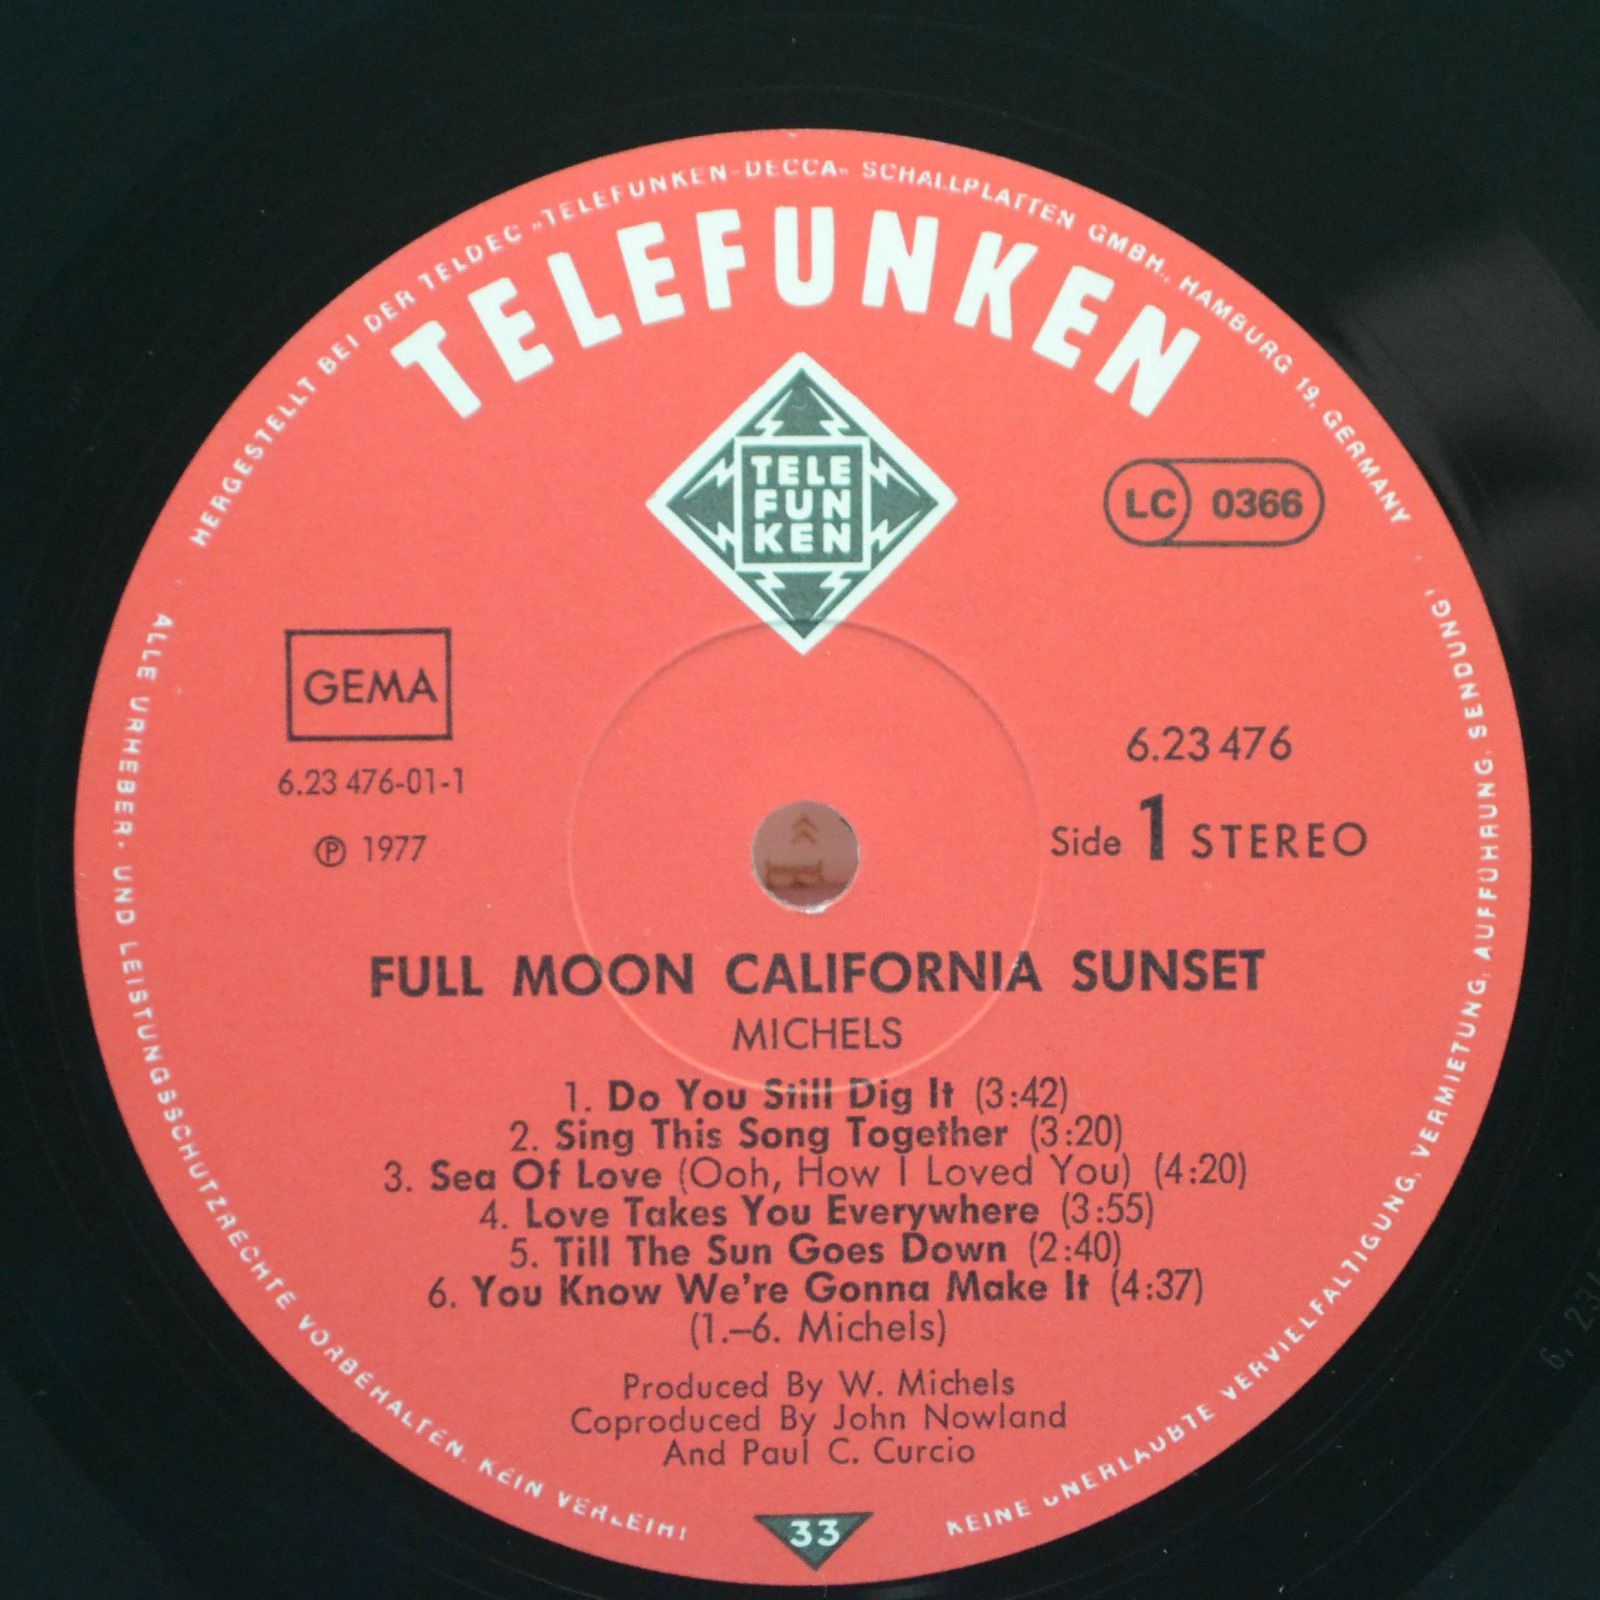 HERGESTELLT BEI DER TELDEC „TELEFUNKEN-DECCA“ SCHALLPLATTEN GMBH., HAMBURG 19, GERMANY
TELEFUNKEN
TELE
FUN
KEN
LC 0366
GEMA
6.23 476-01-1
℗ 1977
6.23 476
Side 1 STEREO
FULL MOON CALIFORNIA SUNSET
MICHELS
1. Do You Still Dig It (3:42)
2. Sing This Song Together (3:20)
3. Sea Of Love (Ooh, How I Loved You) (4:20)
4. Love Takes You Everywhere (3:55)
5. Till The Sun Goes Down (2:40)
6. You Know We're Gonna Make It (4:37)
(1.–6. Michels)
Produced By W. Michels
Coproduced By John Nowland
And Paul C. Curcio
33
ALLE URHEBER- UND LEISTUNGSSCHUTZRECHTE VORBEHALTEN. KEIN VERLEIH!
KEINE UNERLAUBTE VERVIELFALTIGUNG, VERMIETUNG, AUFFÜHRUNG, SENDUNG!